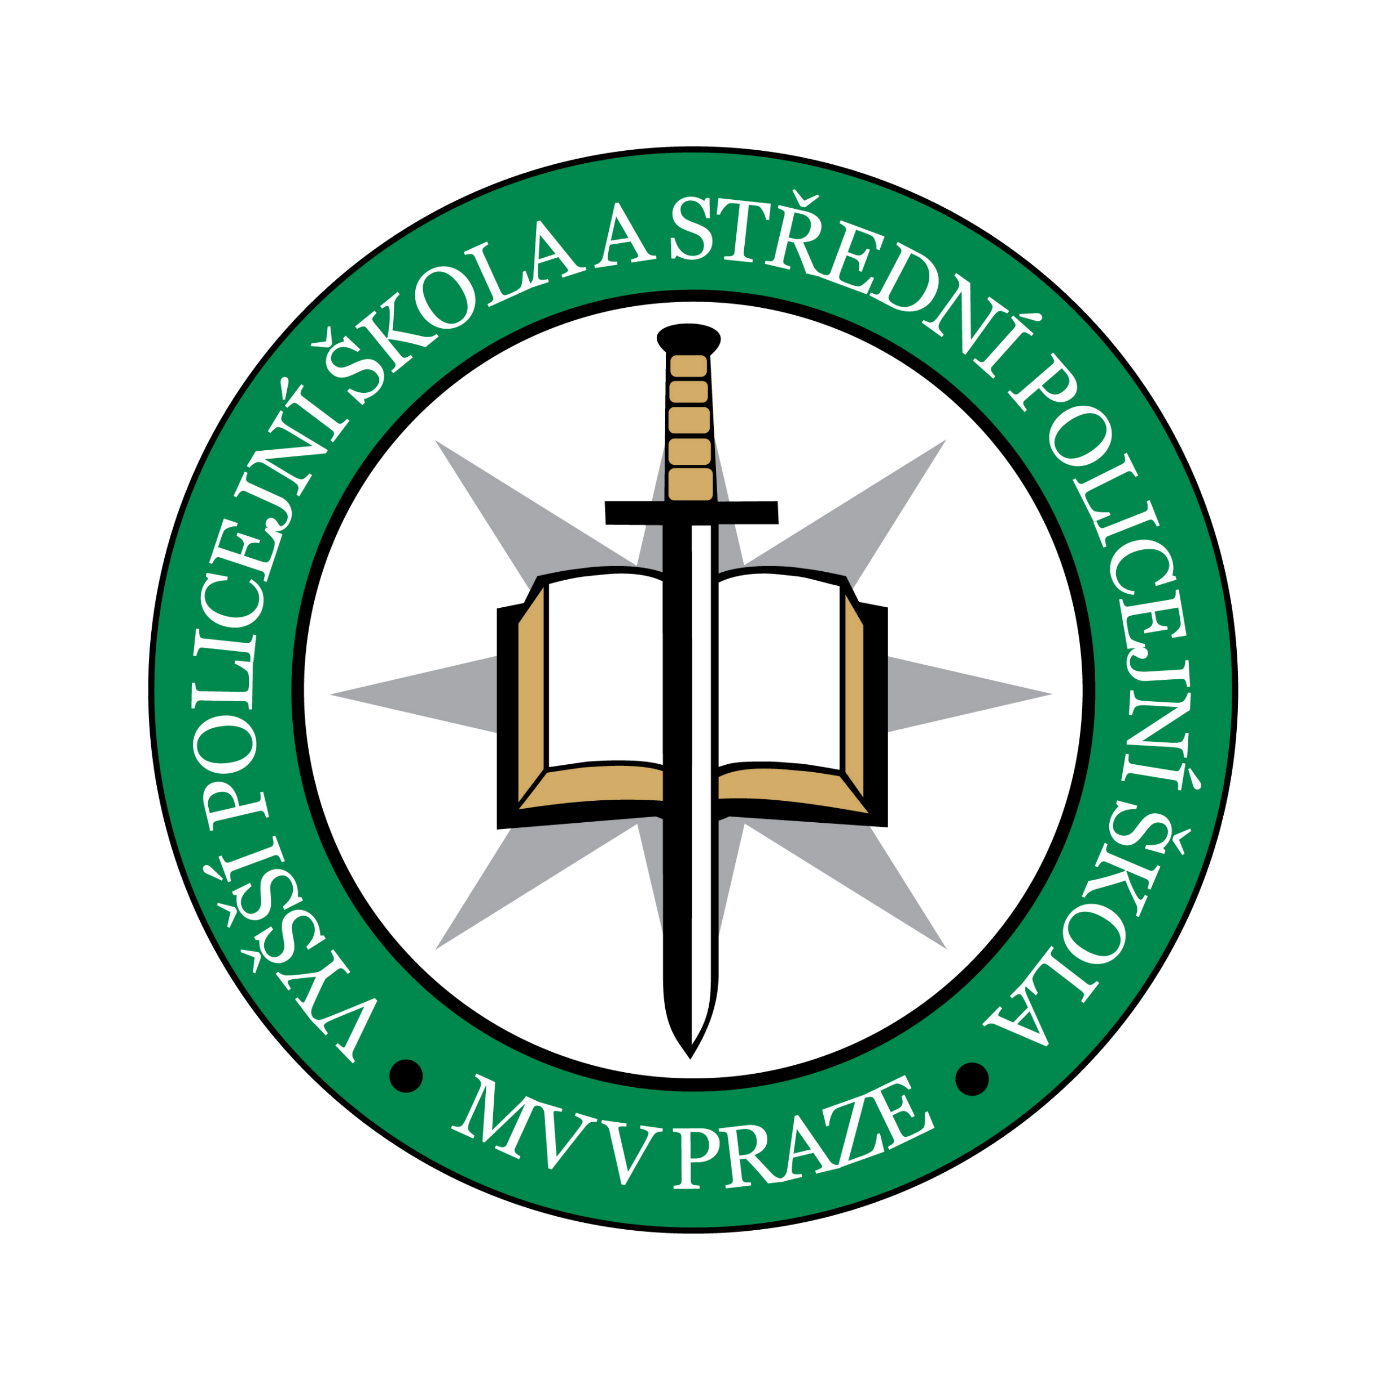 VYŠŠÍ POLICEJNÍ ŠKOLA A STŘEDNÍ POLICEJNÍ ŠKOLA
• MV V PRAZE •